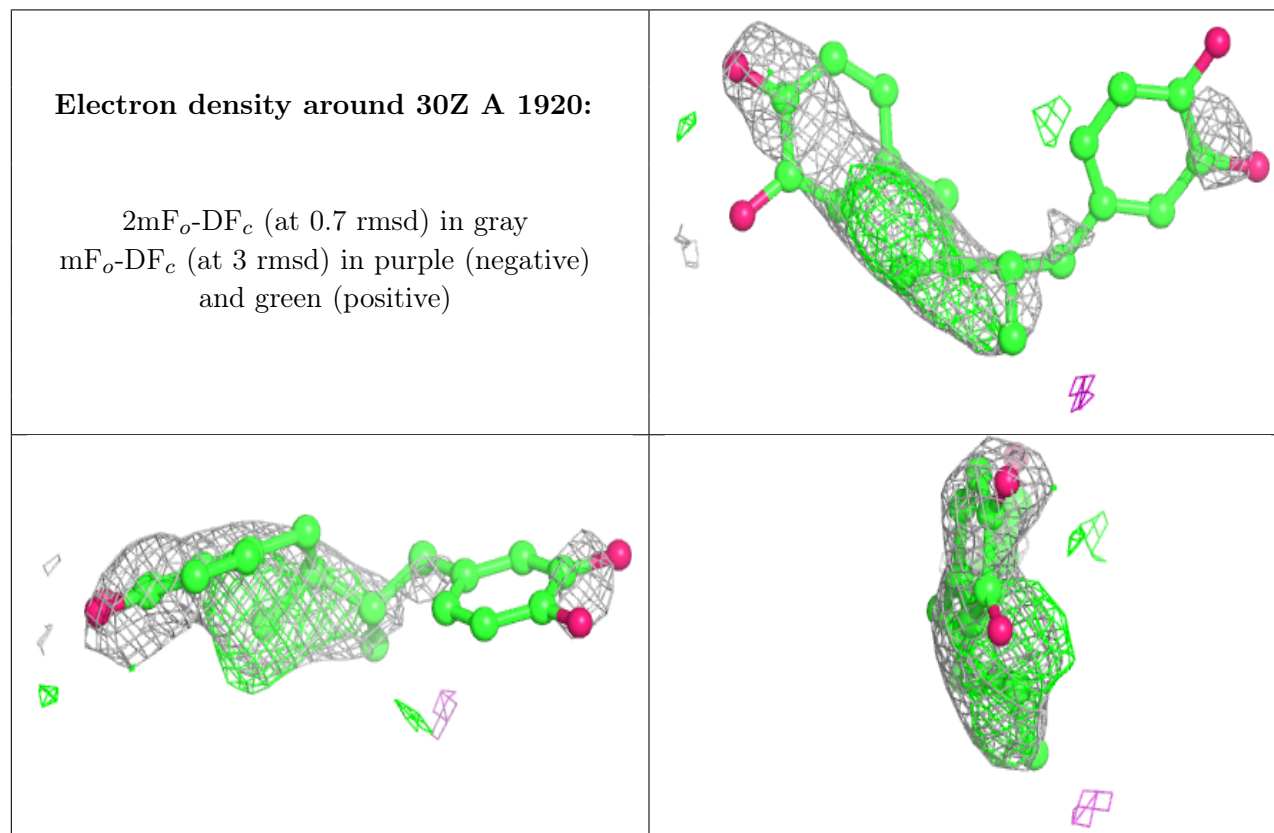 Electron density around 30Z A 1920:
2mFo-DFc (at 0.7 rmsd) in gray
mFo-DFc (at 3 rmsd) in purple (negative)
and green (positive)